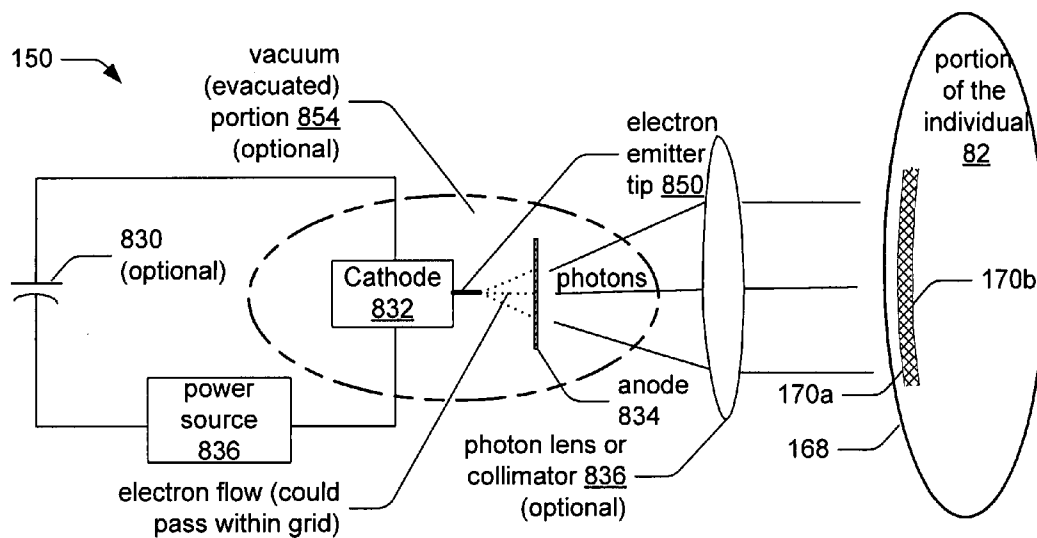 150
vacuum
(evacuated)
portion 854
(optional)
electron
emitter
tip 850
portion
of the
individual
82
830
(optional)
Cathode
832
photons
170b
power
source
836
anode
834
170a
168
photon lens or
collimator 836
(optional)
electron flow (could
pass within grid)